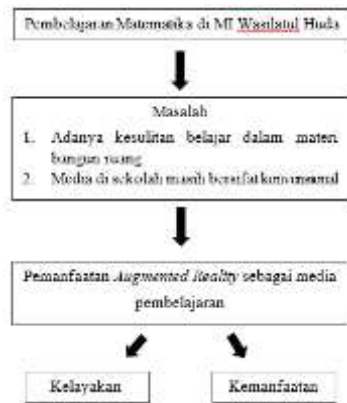 Pembelajaran Matematika di MI Wasilatul Huda
Masalah
1. Adanya kesulitan belajar dalam materi
bangun ruang
2. Media di sekolah masih bersifat konvensional
Pemanfaatan Augmented Reality sebagai media
pembelajaran
Kelayakan
Kemanfaatan